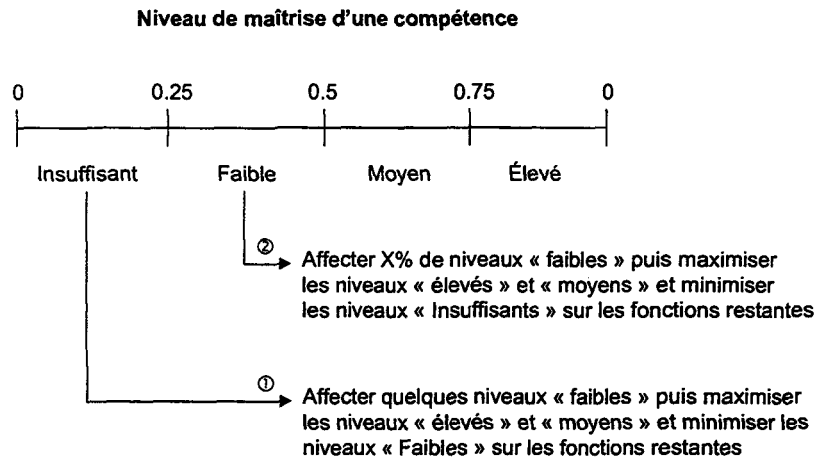 Niveau de maîtrise d'une compétence
0 0.25 0.5 0.75 0
Insuffisant Faible Moyen Élevé
② Affecter X% de niveaux « faibles » puis maximiser
les niveaux « élevés » et « moyens » et minimiser
les niveaux « Insuffisants » sur les fonctions restantes
① Affecter quelques niveaux « faibles » puis maximiser
les niveaux « élevés » et « moyens » et minimiser les
niveaux « Faibles » sur les fonctions restantes